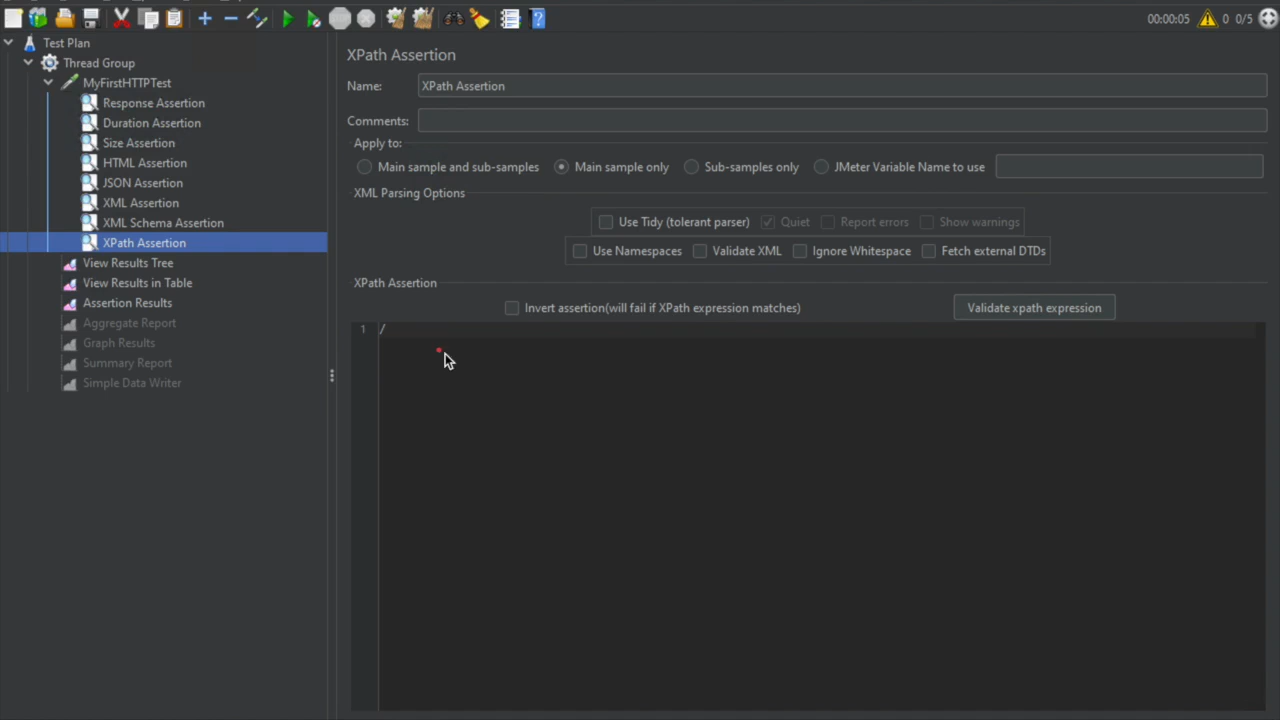 00:00:05 0 0/5
Test Plan
Thread Group
MyFirstHTTPTest
Response Assertion
Duration Assertion
Size Assertion
HTML Assertion
JSON Assertion
XML Assertion
XML Schema Assertion
XPath Assertion
View Results Tree
View Results in Table
Assertion Results
Aggregate Report
Graph Results
Summary Report
Simple Data Writer
XPath Assertion
Name: XPath Assertion
Comments:
Apply to:
Main sample and sub-samples Main sample only Sub-samples only JMeter Variable Name to use
XML Parsing Options
Use Tidy (tolerant parser) Quiet Report errors Show warnings
Use Namespaces Validate XML Ignore Whitespace Fetch external DTDs
XPath Assertion
Invert assertion(will fail if XPath expression matches) Validate xpath expression
1 /